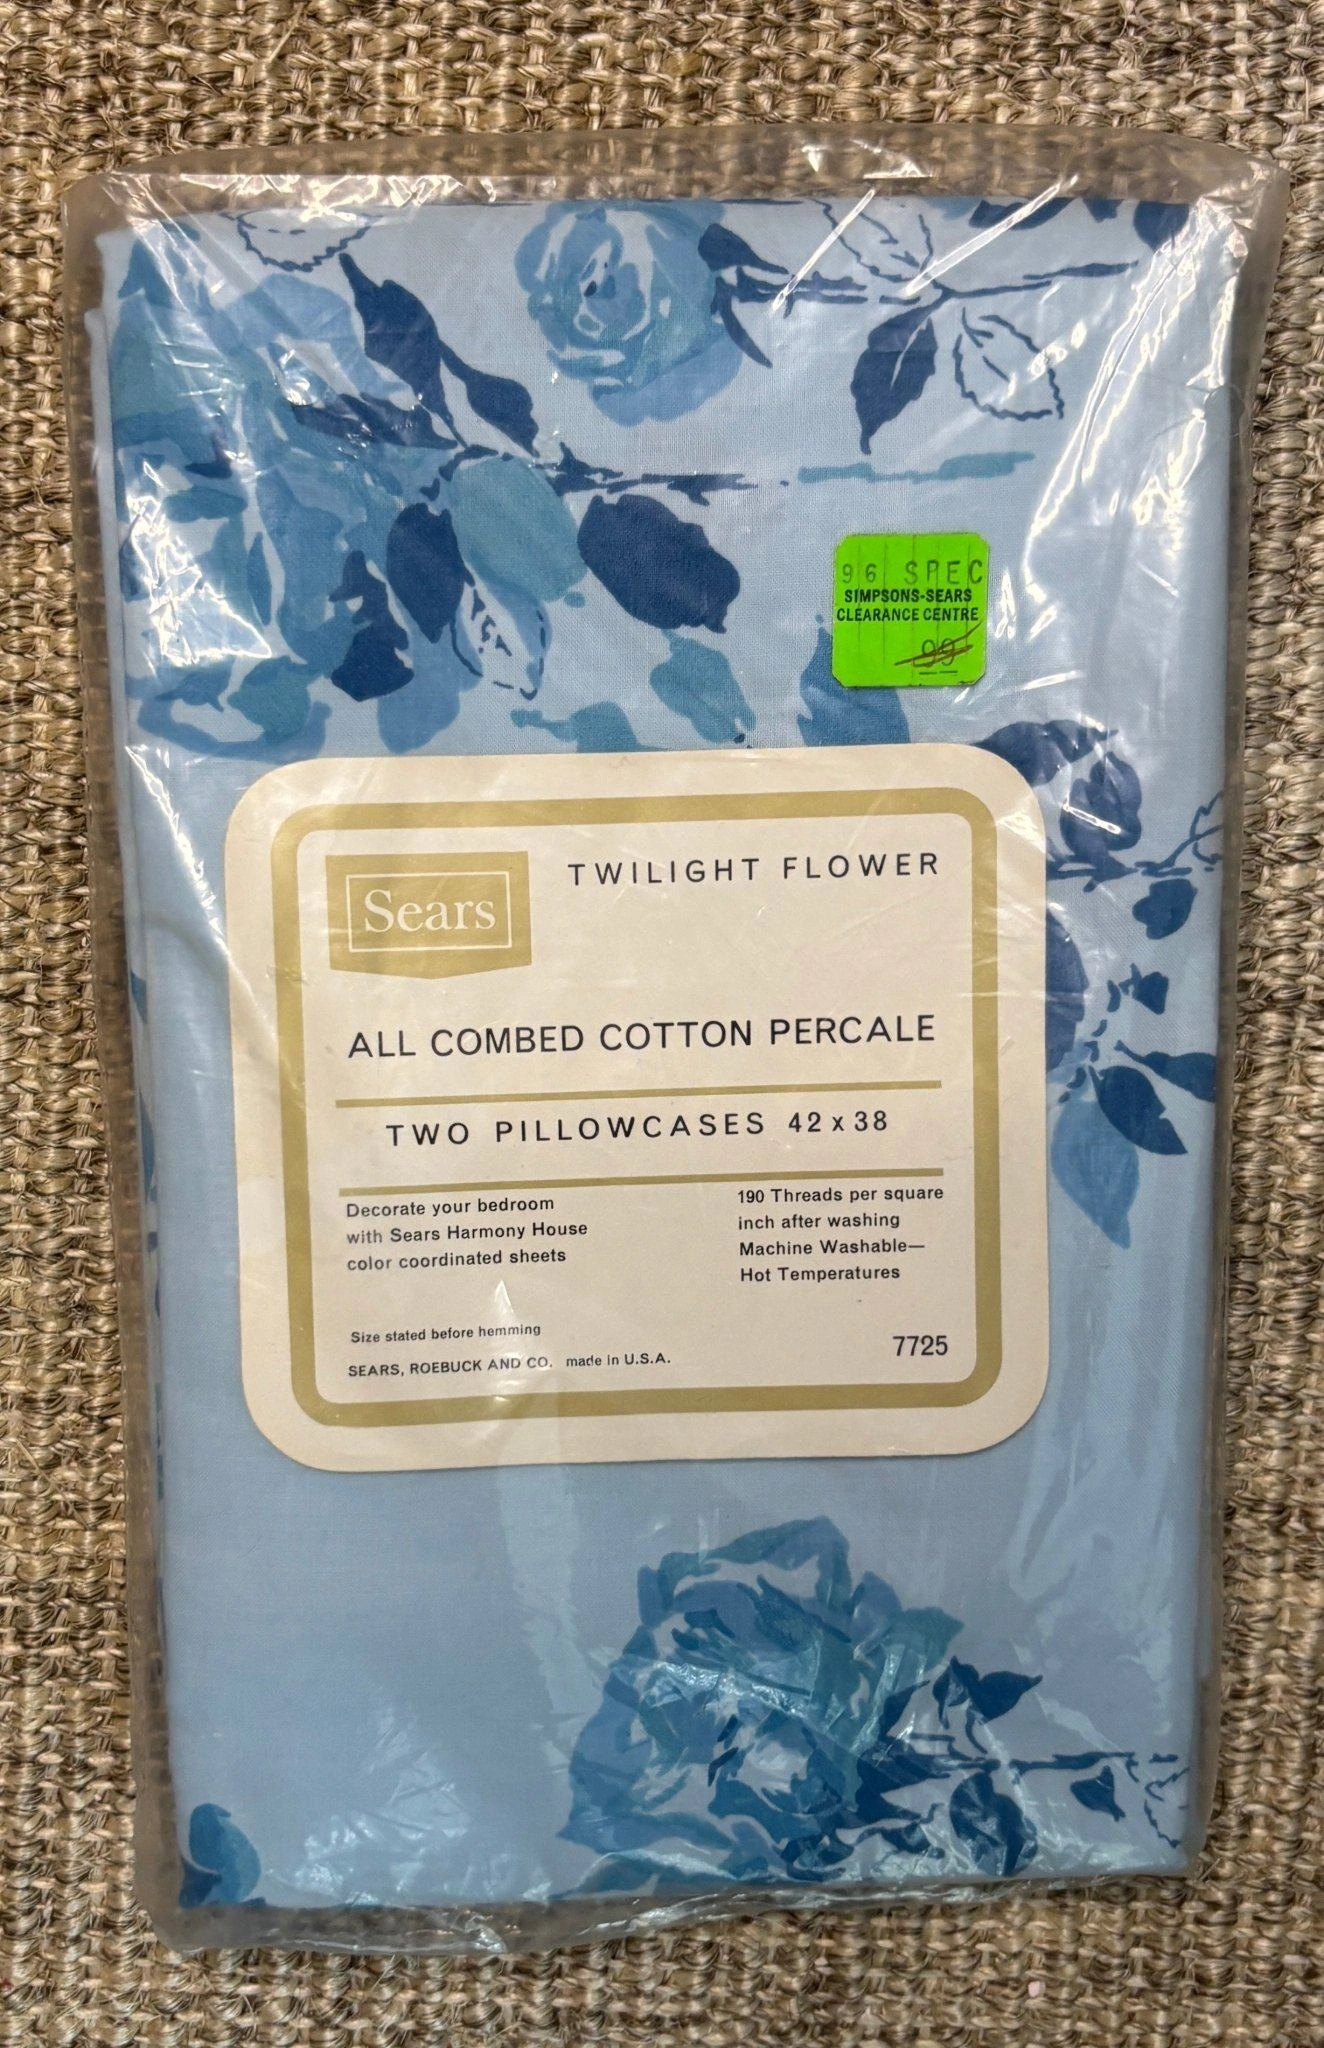 96 SPEC
SIMPSONS-SEARS
CLEARANCE CENTRE
99
Sears
TWILIGHT FLOWER
ALL COMBED COTTON PERCALE
TWO PILLOWCASES 42 x 38
Decorate your bedroom
with Sears Harmony House
color coordinated sheets
190 Threads per square
inch after washing
Machine Washable—
Hot Temperatures
Size stated before hemming
7725
SEARS, ROEBUCK AND CO. made in U.S.A.